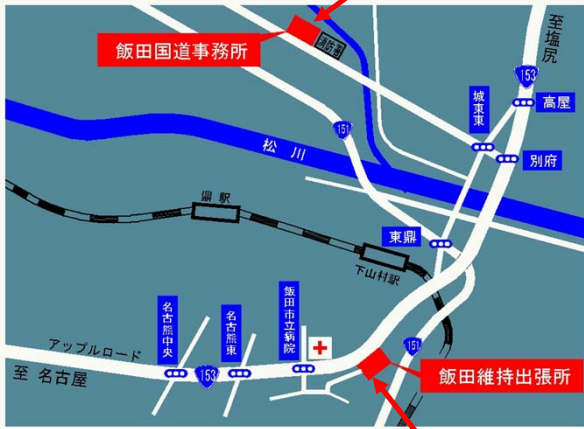 至塩尻
飯田国道事務所
消防署
153
城東東
高屋
151
別府
松川
鼎駅
東鼎
下山村駅
飯田市立病院
名古熊中央
名古熊東
アップルロード
151
153
飯田維持出張所
至 名古屋